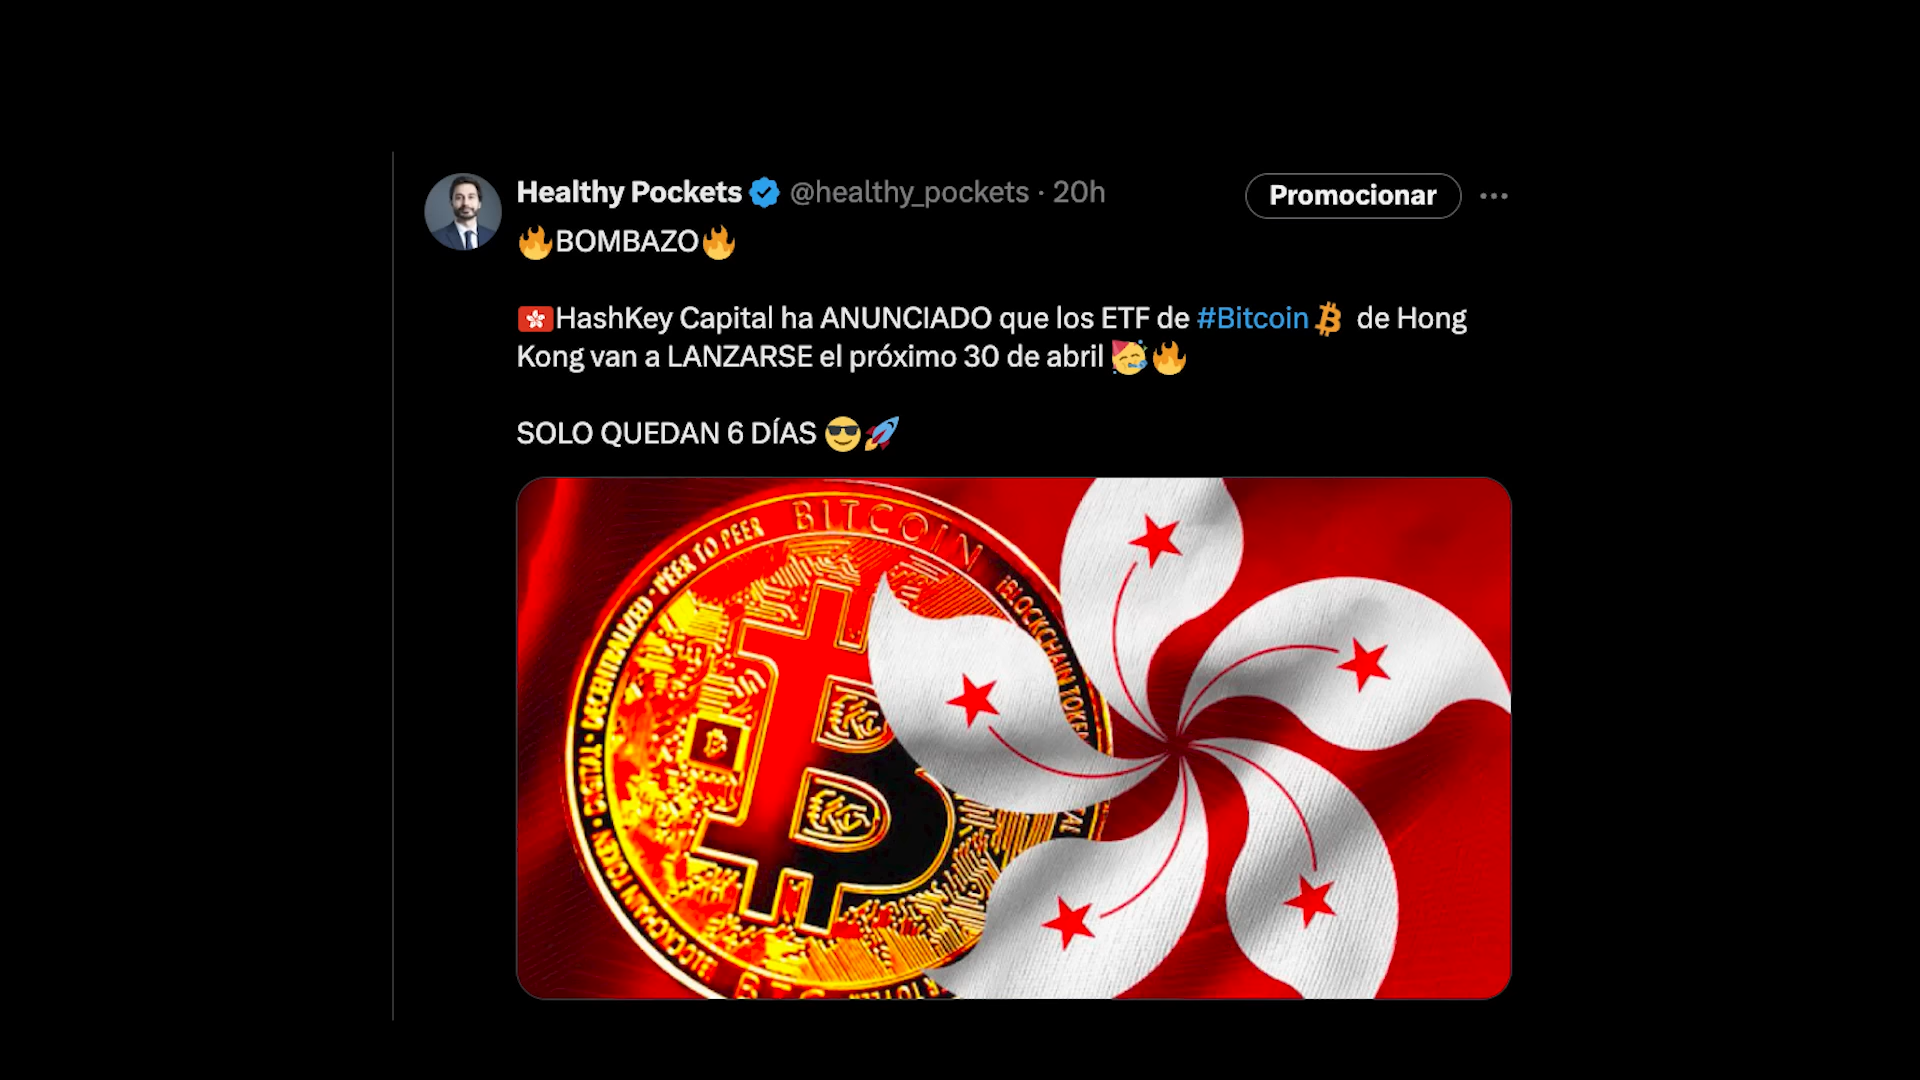 Healthy Pockets @healthy_pockets · 20h
Promocionar
🔥BOMBAZO🔥
🇭🇰HashKey Capital ha ANUNCIADO que los ETF de #Bitcoin de Hong
Kong van a LANZARSE el próximo 30 de abril 🥳🔥
SOLO QUEDAN 6 DÍAS 😎🚀
BITCOIN
DIGITAL • DECENTRALIZED • PEER TO PEER
BLOCKCHAIN TOKEN